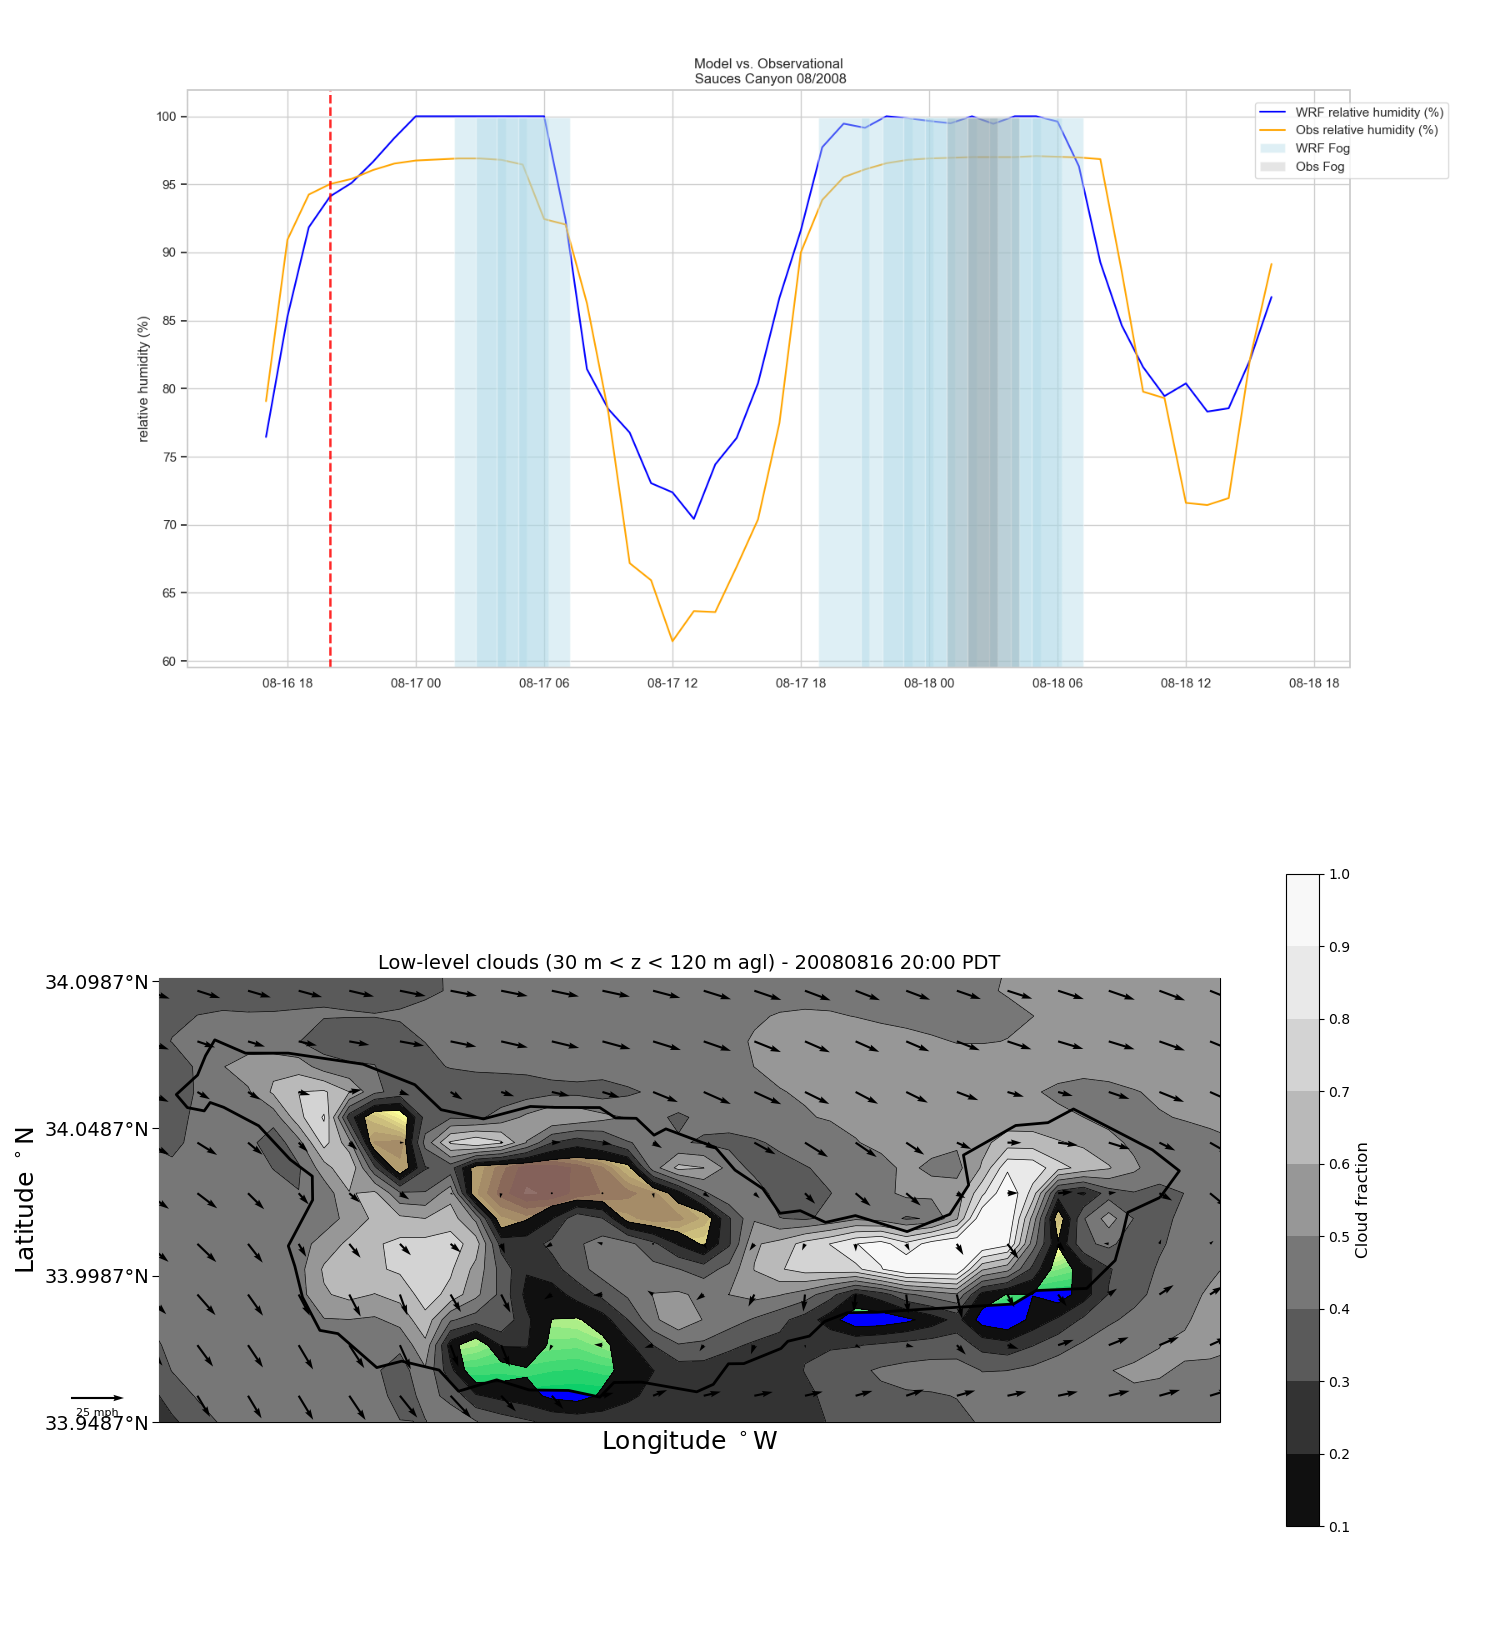 Model vs. Observational
Sauces Canyon 08/2008
100
95
90
85
80
75
70
65
60
relative humidity (%)
WRF relative humidity (%)
Obs relative humidity (%)
WRF Fog
Obs Fog
08-16 18
08-17 00
08-17 06
08-17 12
08-17 18
08-18 00
08-18 06
08-18 12
08-18 18
Low-level clouds (30 m < z < 120 m agl) - 20080816 20:00 PDT
34.0987°N
34.0487°N
33.9987°N
33.9487°N
Latitude °N
25 mph
Longitude °W
1.0
0.9
0.8
0.7
0.6
0.5
0.4
0.3
0.2
0.1
Cloud fraction